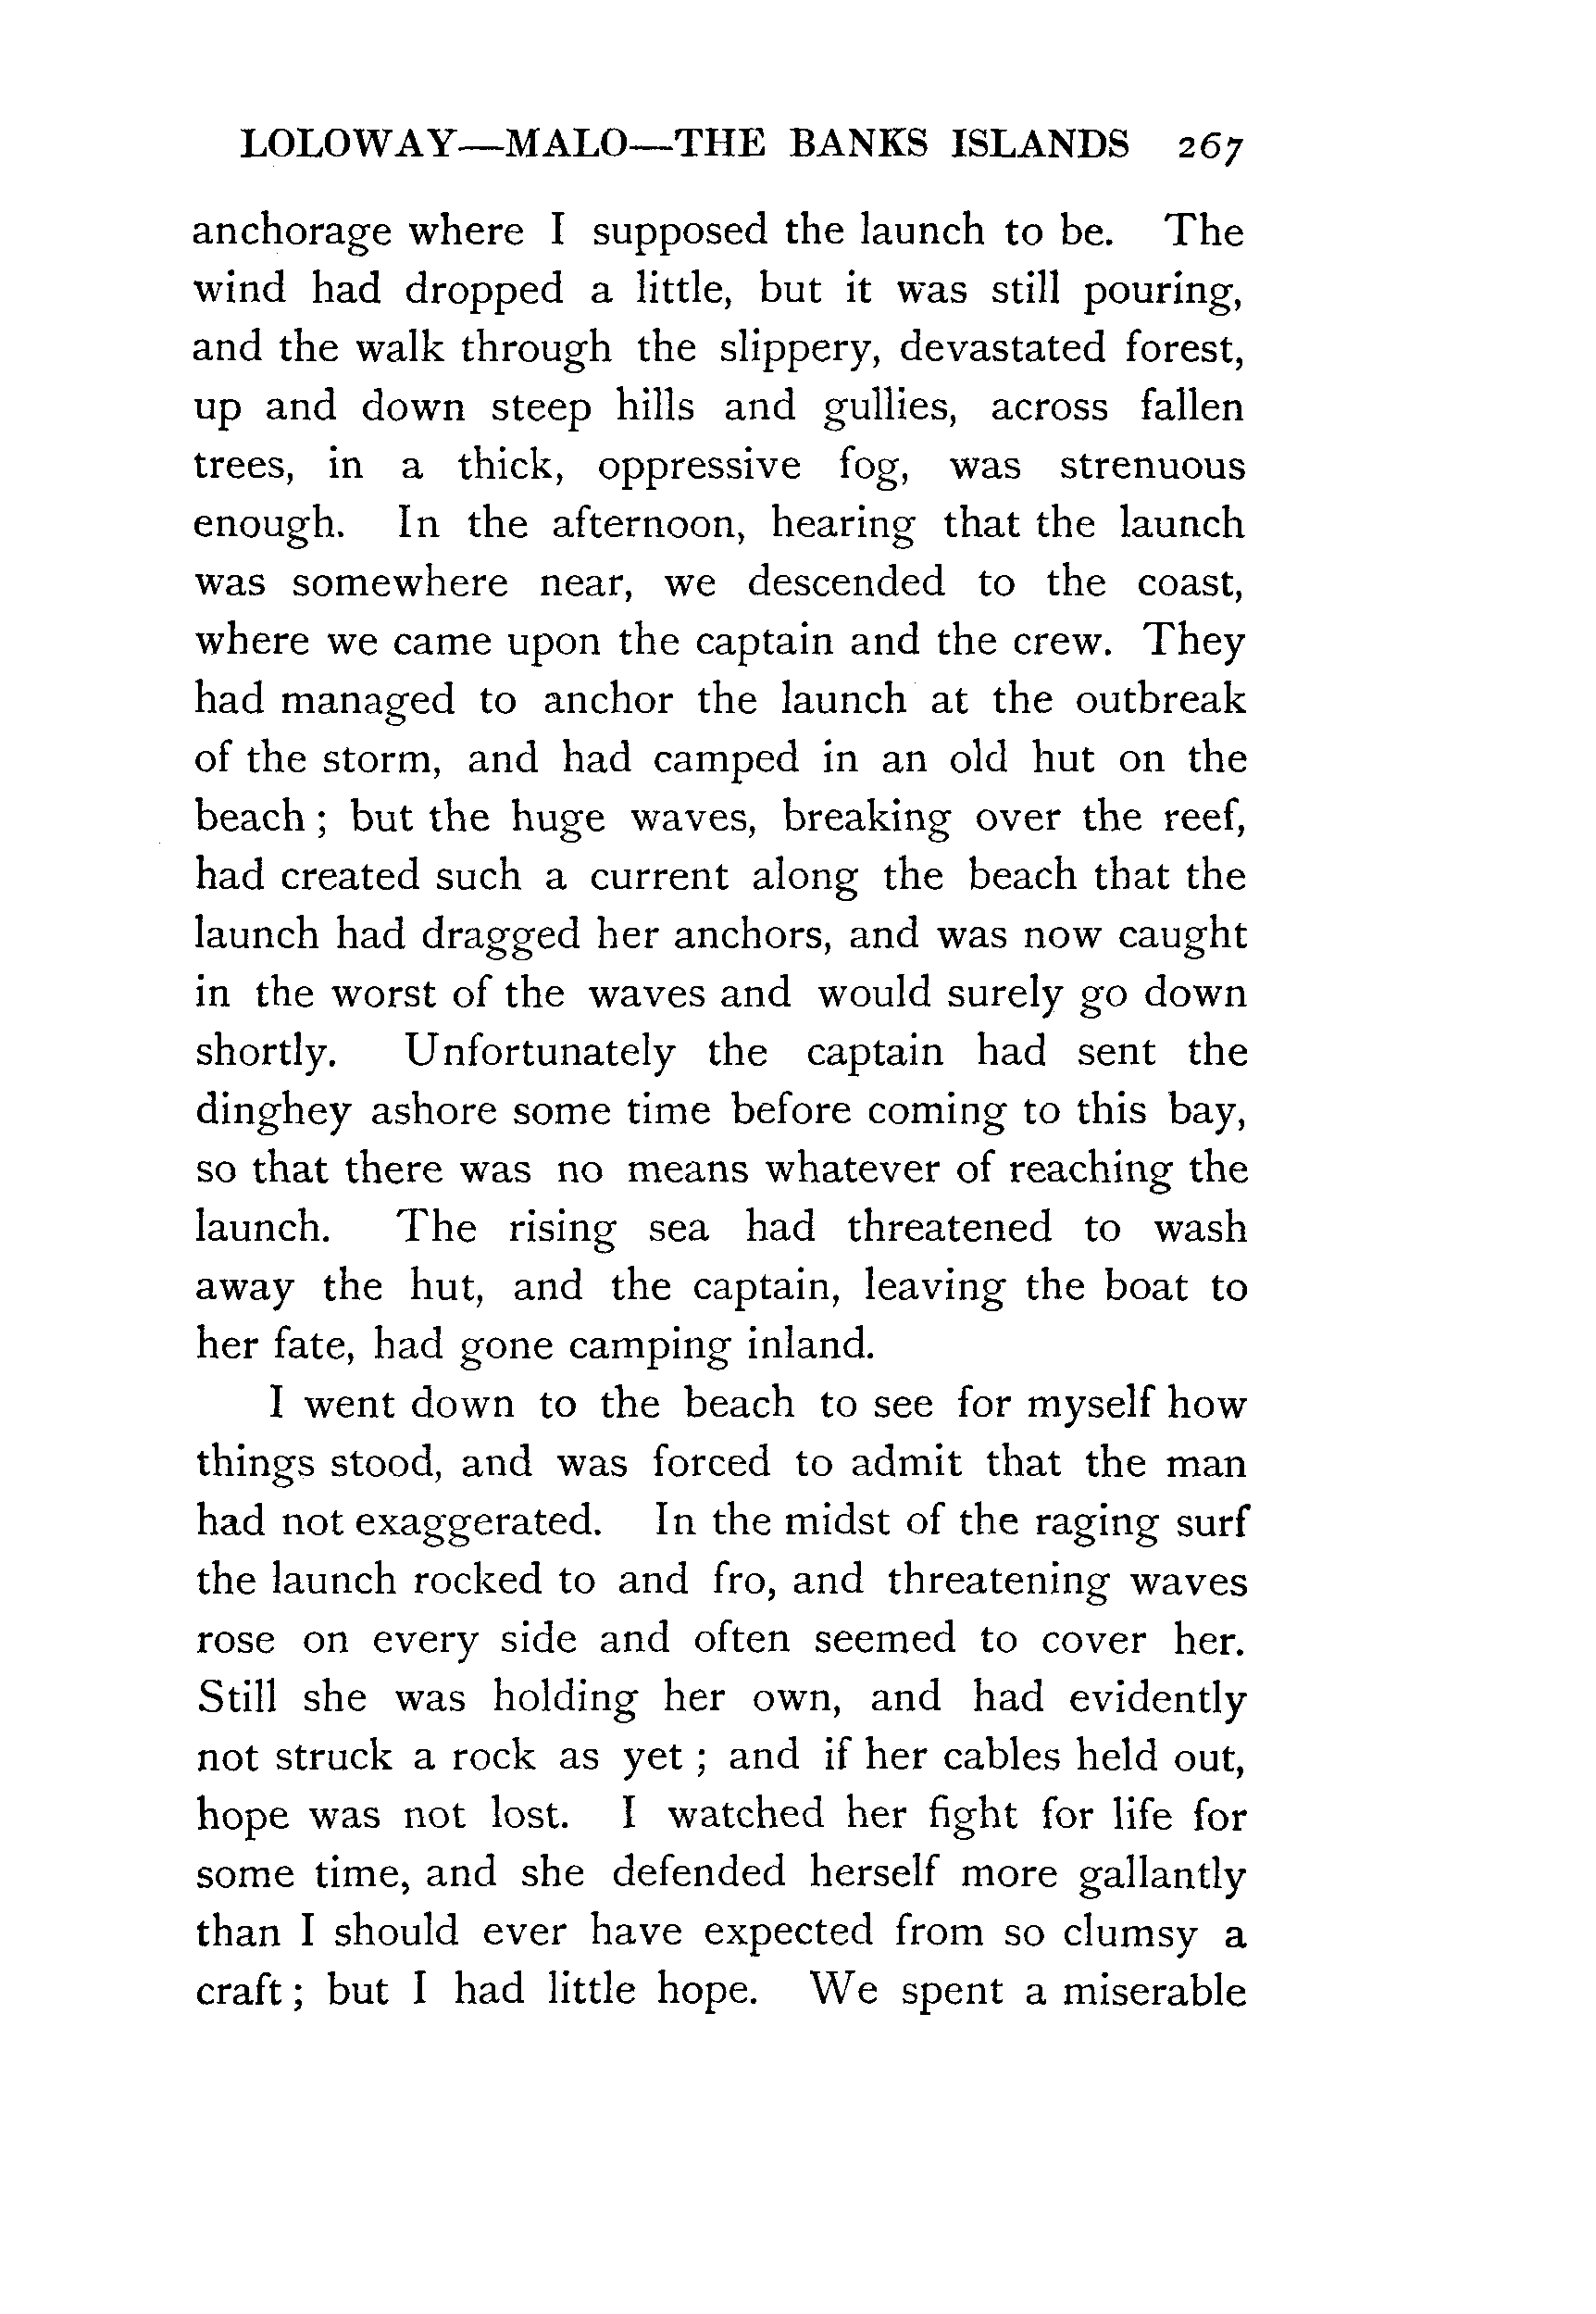 LOLOWAY—MALO—THE BANKS ISLANDS 267
anchorage where I supposed the launch to be. The
wind had dropped a little, but it was still pouring,
and the walk through the slippery, devastated forest,
up and down steep hills and gullies, across fallen
trees, in a thick, oppressive fog, was strenuous
enough. In the afternoon, hearing that the launch
was somewhere near, we descended to the coast,
where we came upon the captain and the crew. They
had managed to anchor the launch at the outbreak
of the storm, and had camped in an old hut on the
beach ; but the huge waves, breaking over the reef,
had created such a current along the beach that the
launch had dragged her anchors, and was now caught
in the worst of the waves and would surely go down
shortly. Unfortunately the captain had sent the
dinghey ashore some time before coming to this bay,
so that there was no means whatever of reaching the
launch. The rising sea had threatened to wash
away the hut, and the captain, leaving the boat to
her fate, had gone camping inland.
I went down to the beach to see for myself how
things stood, and was forced to admit that the man
had not exaggerated. In the midst of the raging surf
the launch rocked to and fro, and threatening waves
rose on every side and often seemed to cover her.
Still she was holding her own, and had evidently
not struck a rock as yet ; and if her cables held out,
hope was not lost. I watched her fight for life for
some time, and she defended herself more gallantly
than I should ever have expected from so clumsy a
craft ; but I had little hope. We spent a miserable